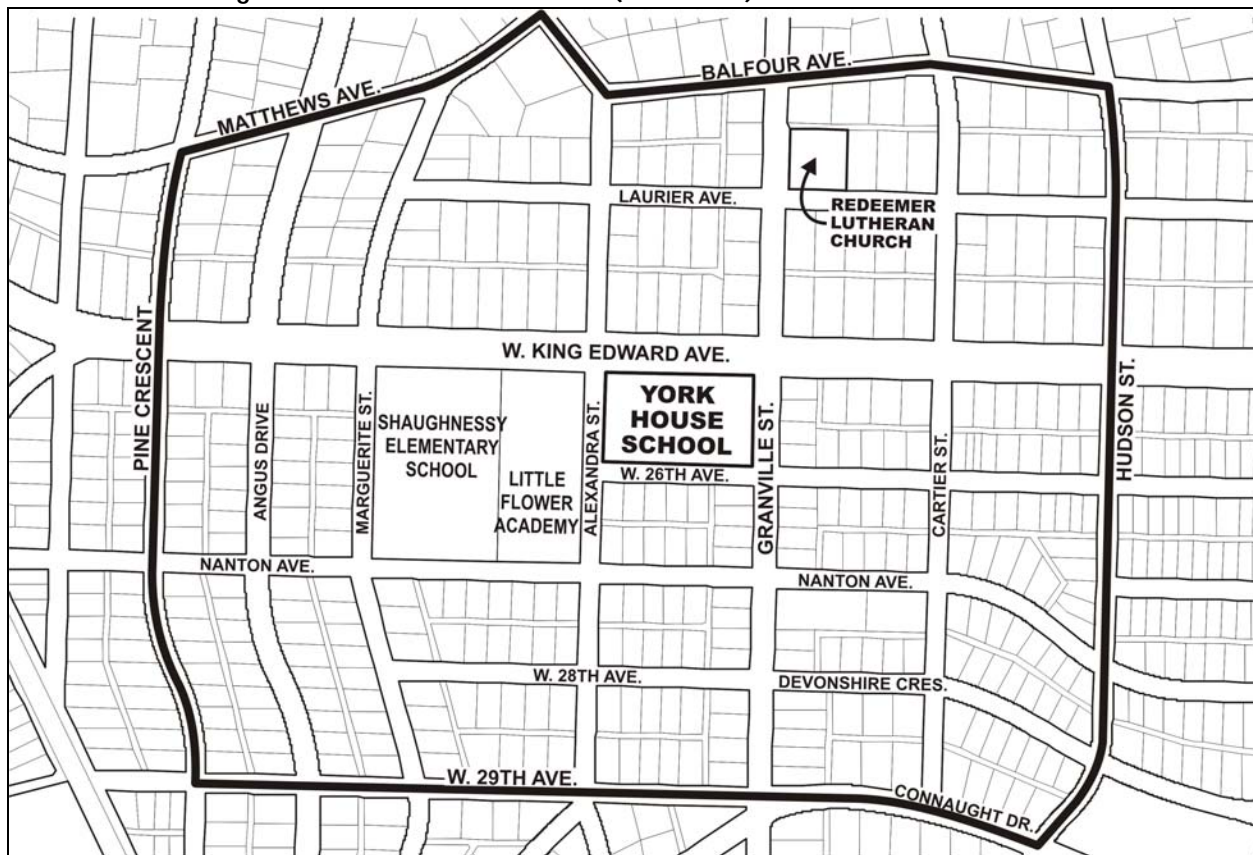 BALFOUR AVE.
MATTHEWS AVE.
LAURIER AVE.
REDEEMER
LUTHERAN
CHURCH
W. KING EDWARD AVE.
PINE CRESCENT
ANGUS DRIVE
MARGUERITE ST.
SHAUGHNESSY
ELEMENTARY
SCHOOL
LITTLE
FLOWER
ACADEMY
ALEXANDRA ST.
YORK
HOUSE
SCHOOL
W. 26TH AVE.
GRANVILLE ST.
CARTIER ST.
HUDSON ST.
NANTON AVE.
NANTON AVE.
W. 28TH AVE.
DEVONSHIRE CRES.
W. 29TH AVE.
CONNAUGHT DR.